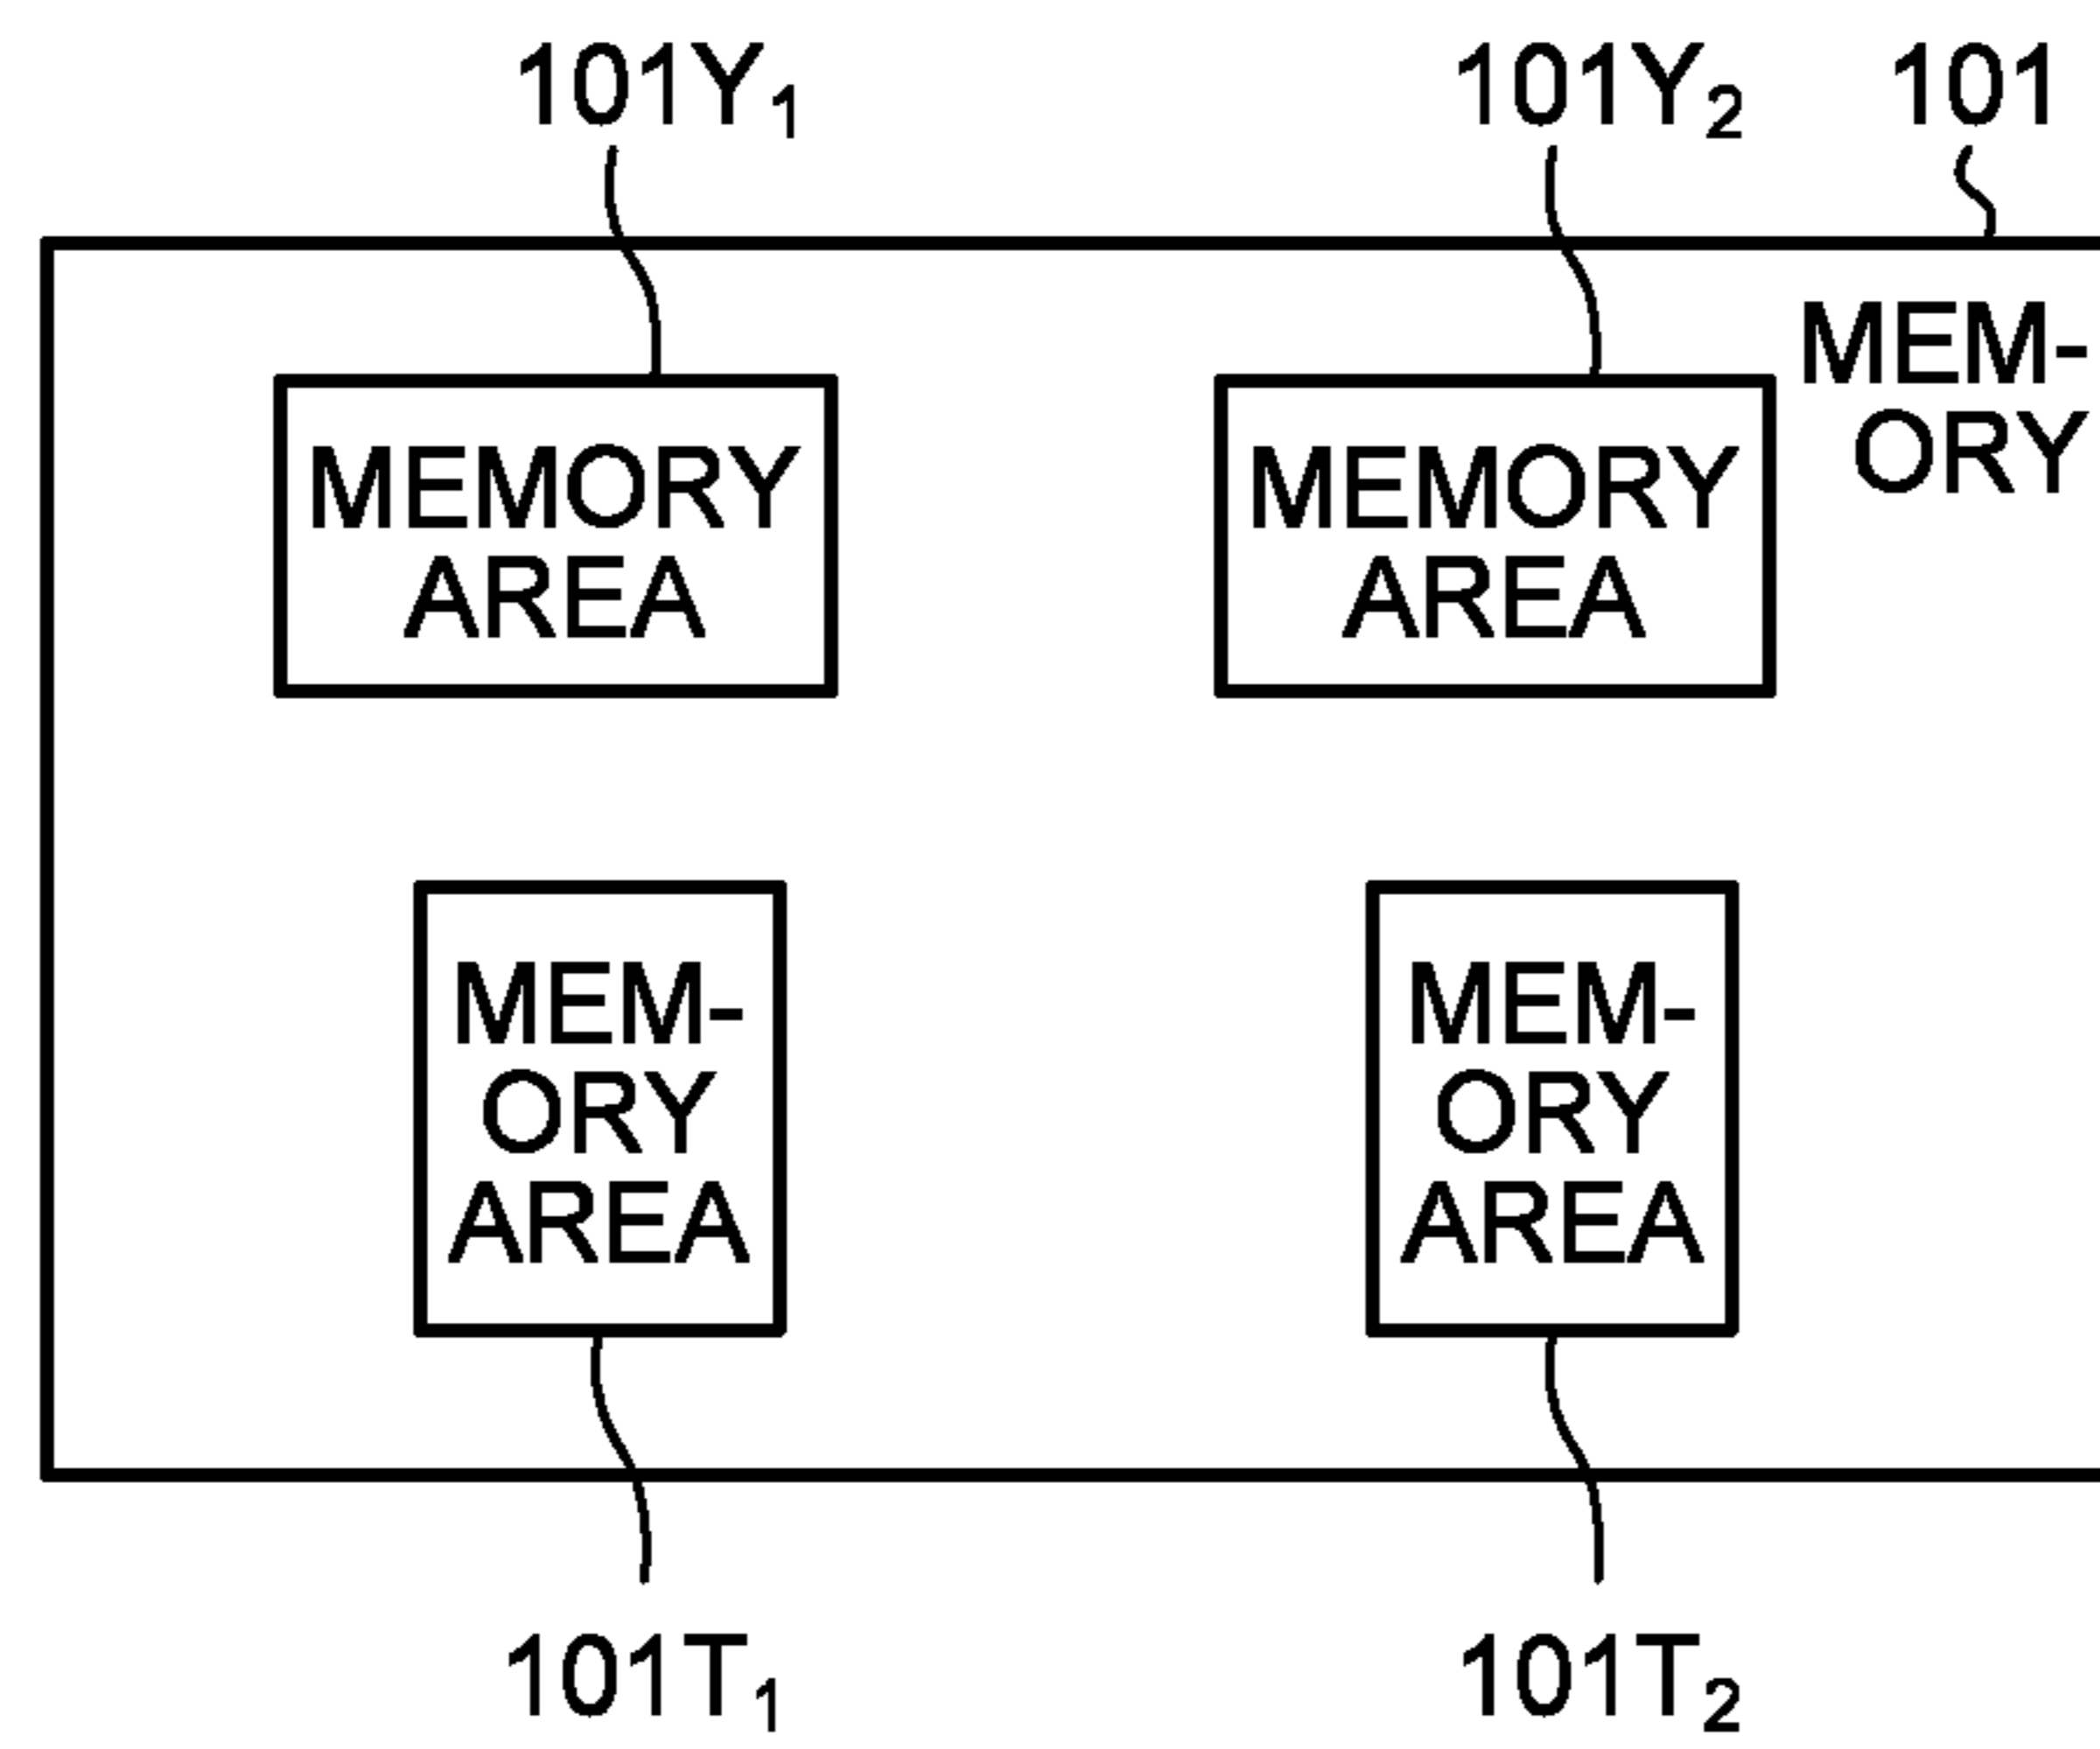 101Y₁ 101Y₂ 101
MEM-
ORY
MEMORY
AREA
MEMORY
AREA
MEM-
ORY
AREA
MEM-
ORY
AREA
101T₁ 101T₂